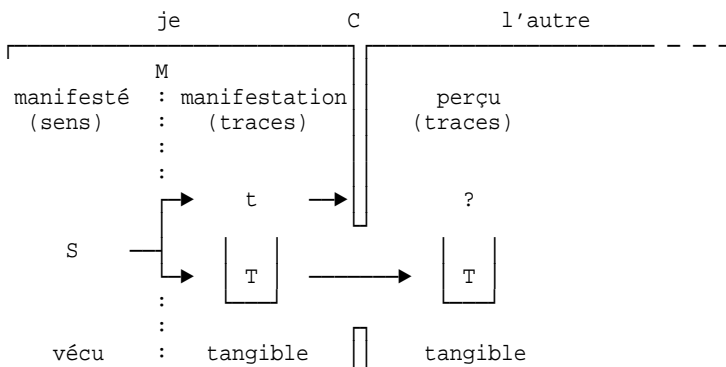 je C l'autre
M
manifesté manifestation perçu
(sens) (traces) (traces)
t ?
S
T T
vécu tangible tangible